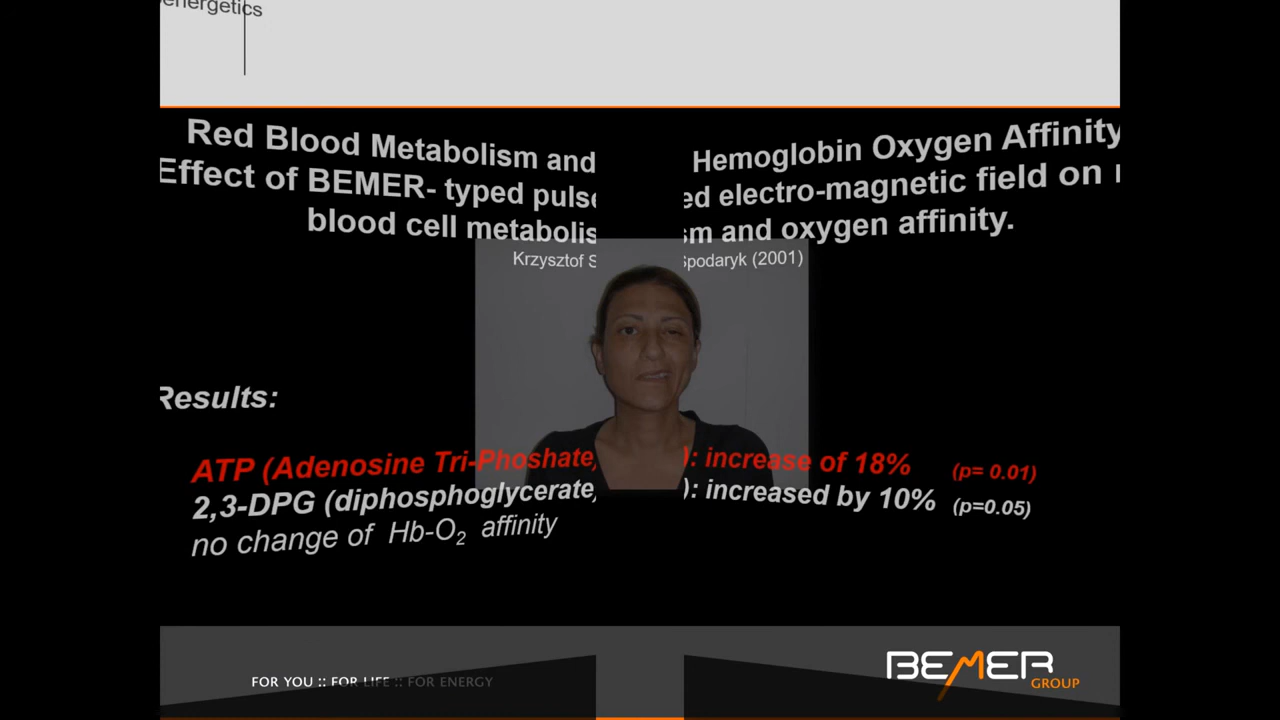 energetics
Red Blood Metabolism and Hemoglobin Oxygen Affinity
Effect of BEMER- typed pulsed electro-magnetic field on
blood cell metabolism and oxygen affinity.
Krzysztof Spodaryk (2001)
Results:
ATP (Adenosine Tri-Phoshate): increase of 18% (p= 0.01)
2,3-DPG (diphosphoglycerate): increased by 10% (p=0.05)
no change of Hb-O₂ affinity
FOR YOU :: FOR LIFE :: FOR ENERGY
BEMER
GROUP